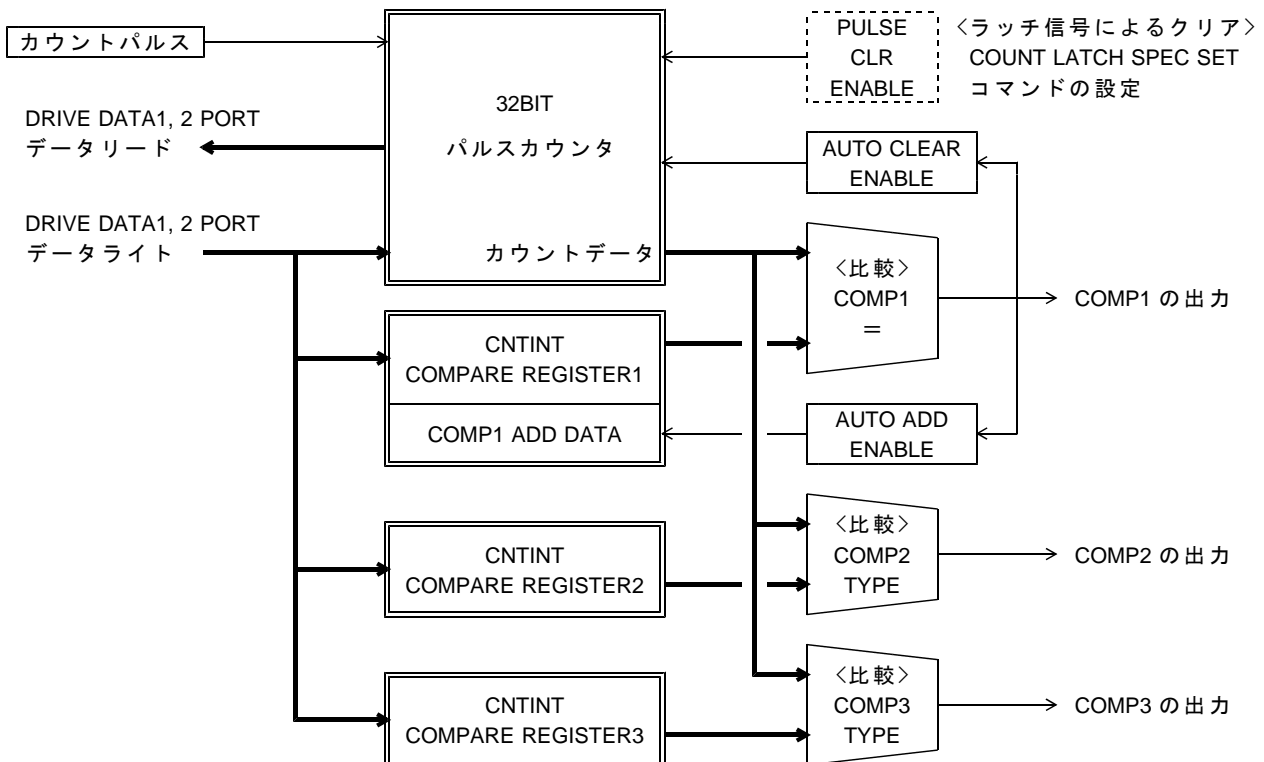 カウントパルス
PULSE
CLR
ENABLE
〈ラッチ信号によるクリア〉
COUNT LATCH SPEC SET
コマンドの設定
32BIT
パルスカウンタ
DRIVE DATA1, 2 PORT
データリード
AUTO CLEAR
ENABLE
DRIVE DATA1, 2 PORT
データライト
カウントデータ
〈比較〉
COMP1
＝
COMP1 の出力
CNTINT
COMPARE REGISTER1
COMP1 ADD DATA
AUTO ADD
ENABLE
CNTINT
COMPARE REGISTER2
〈比較〉
COMP2
TYPE
COMP2 の出力
CNTINT
COMPARE REGISTER3
〈比較〉
COMP3
TYPE
COMP3 の出力